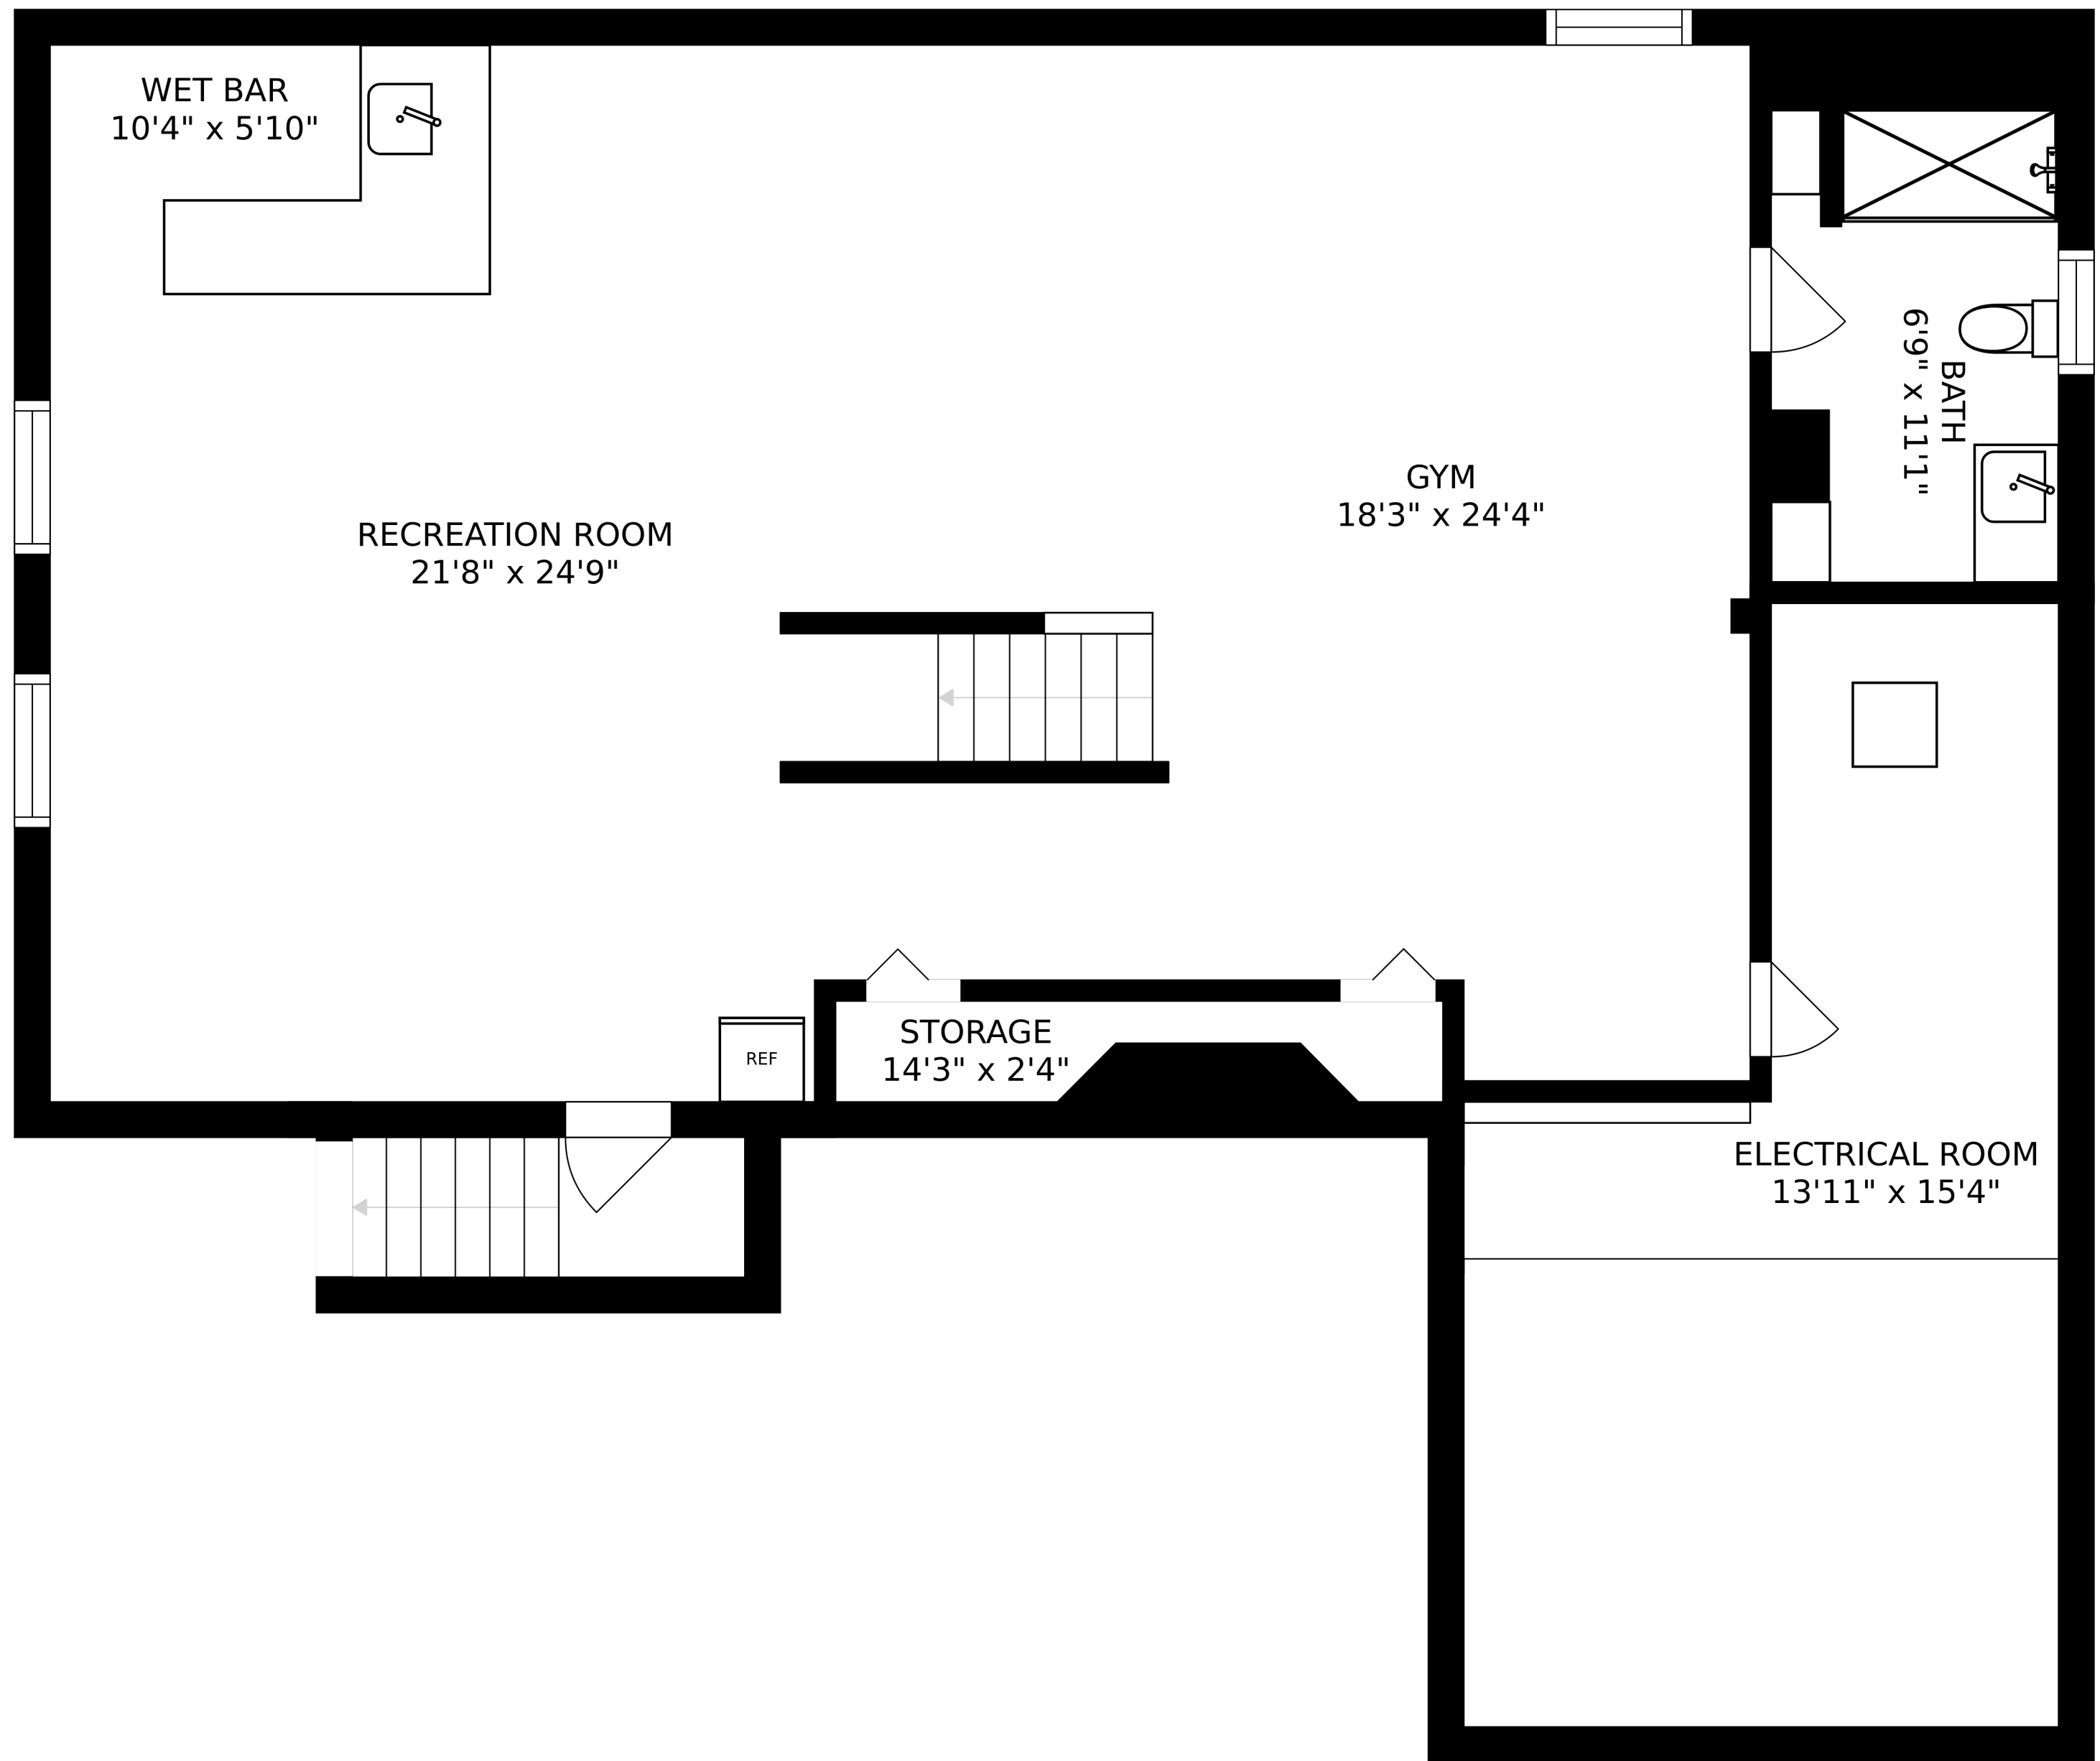 WET BAR
10'4" x 5'10"
BATH
6'9" x 11'1"
GYM
18'3" x 24'4"
RECREATION ROOM
21'8" x 24'9"
STORAGE
14'3" x 2'4"
REF
ELECTRICAL ROOM
13'11" x 15'4"